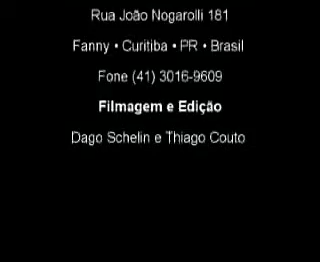 Rua João Nogarolli 181
Fanny • Curitiba • PR • Brasil
Fone (41) 3016-9609
Filmagem e Edição
Dago Schelin e Thiago Couto